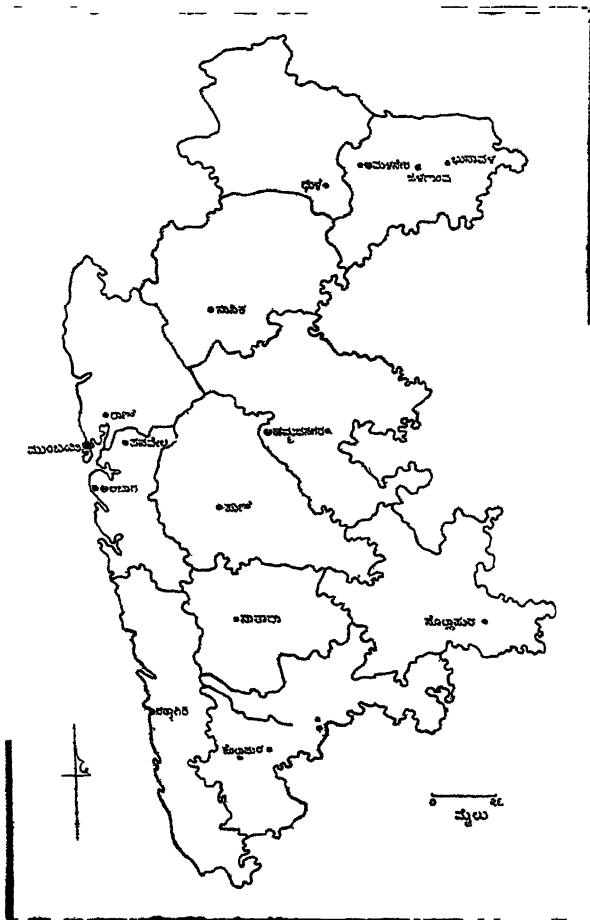 ಅಮಳನೇರ
ಭುಸಾವಳ
ಜಳಗಾಂವ
ಧುಳೆ
ನಾಸಿಕ
ಠಾಣೆ
ಅಹಮ್ಮದನಗರ
ಪನವೇಲ
ಮುಂಬಯಿ
ಅಲಿಬಾಗ
ಪುಣೆ
ಸಾತಾರಾ
ಸೊಲ್ಲಾಪುರ
ರತ್ನಾಗಿರಿ
ಕೊಲ್ಹಾಪುರ
ಮೈಲು